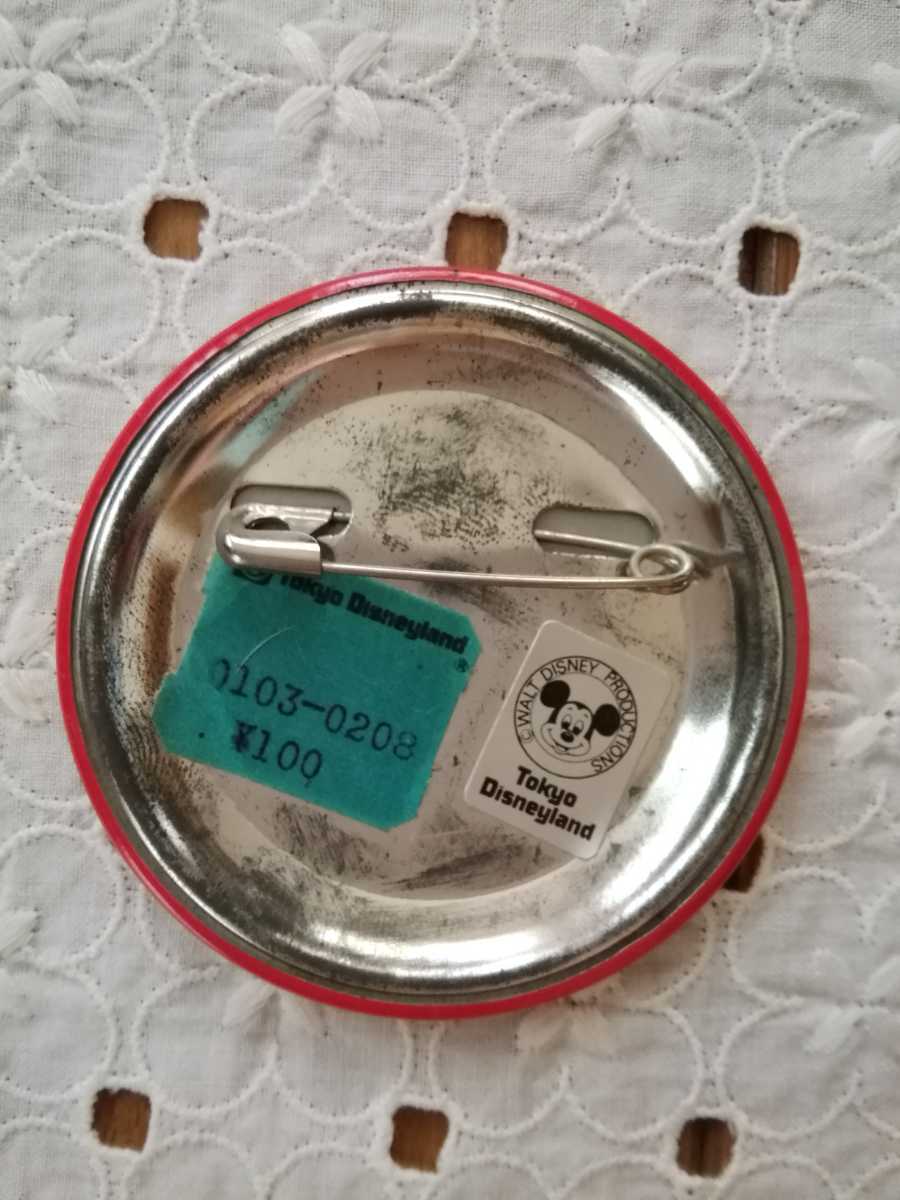 Tokyo Disneyland ®
0103-0208
¥100
© WALT DISNEY PRODUCTIONS
Tokyo
Disneyland